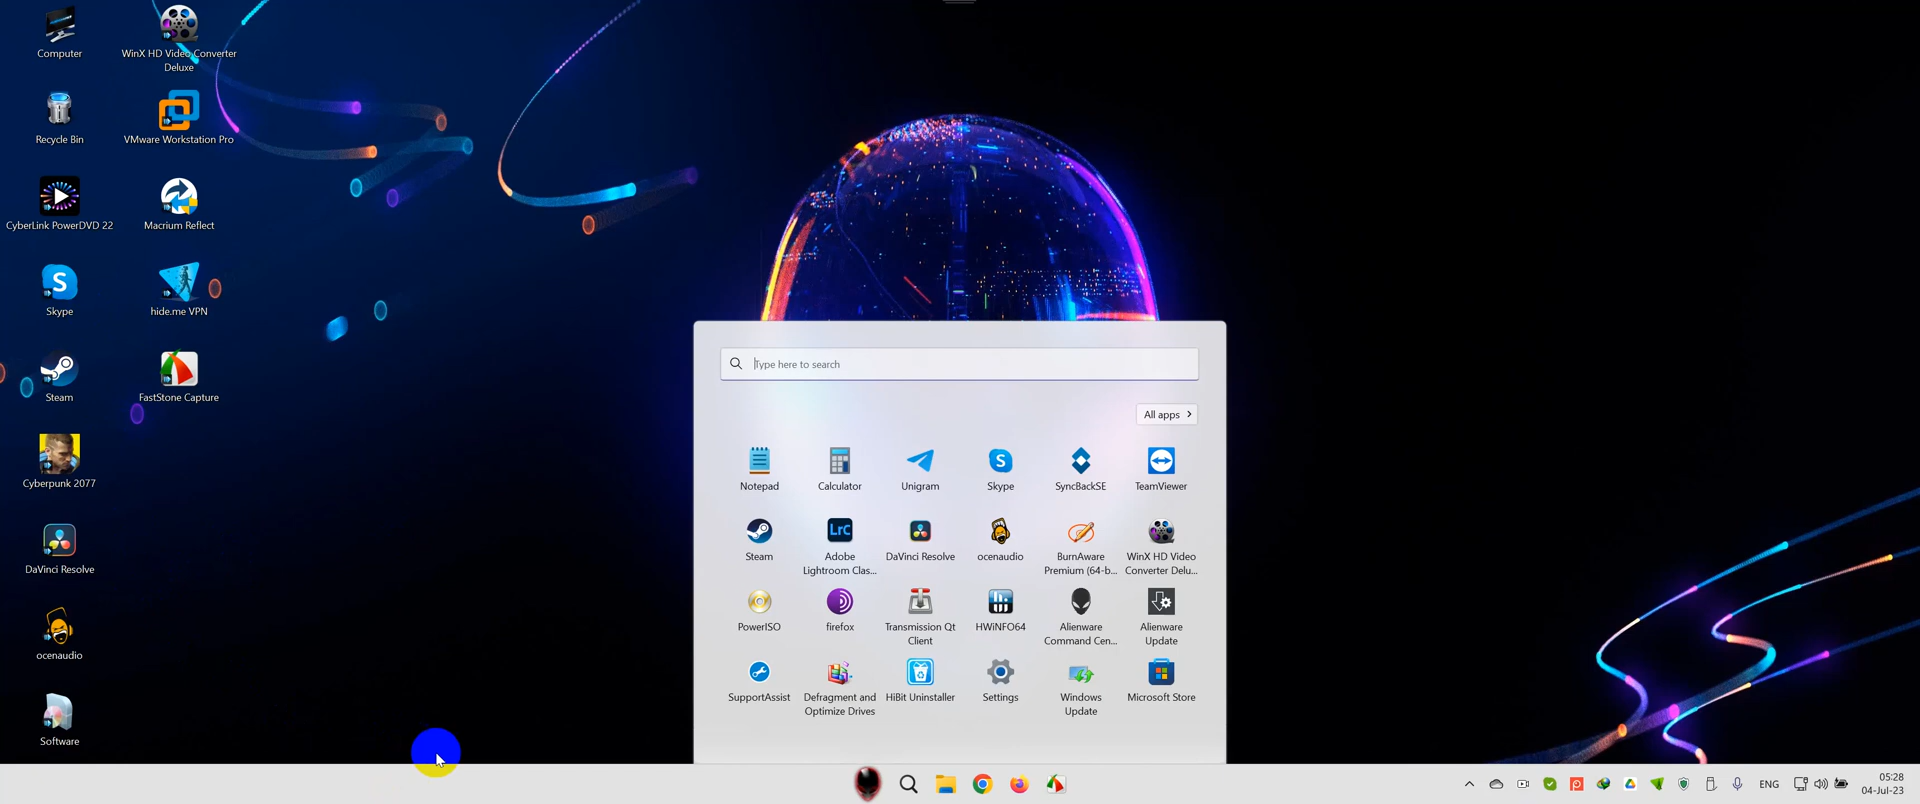 Computer
WinX HD Video Converter
Deluxe
Recycle Bin
VMware Workstation Pro
CyberLink PowerDVD 22
Macrium Reflect
Skype
hide.me VPN
Steam
FastStone Capture
Cyberpunk 2077
DaVinci Resolve
ocenaudio
Software
Type here to search
All apps
Notepad
Calculator
Unigram
Skype
SyncBackSE
TeamViewer
Steam
Adobe
Lightroom Clas...
DaVinci Resolve
ocenaudio
BurnAware
Premium (64-b...
WinX HD Video
Converter Delu...
PowerISO
firefox
Transmission Qt
Client
HWiNFO64
Alienware
Command Cen...
Alienware
Update
SupportAssist
Defragment and
Optimize Drives
HiBit Uninstaller
Settings
Windows
Update
Microsoft Store
ENG
05:28
04-Jul-23